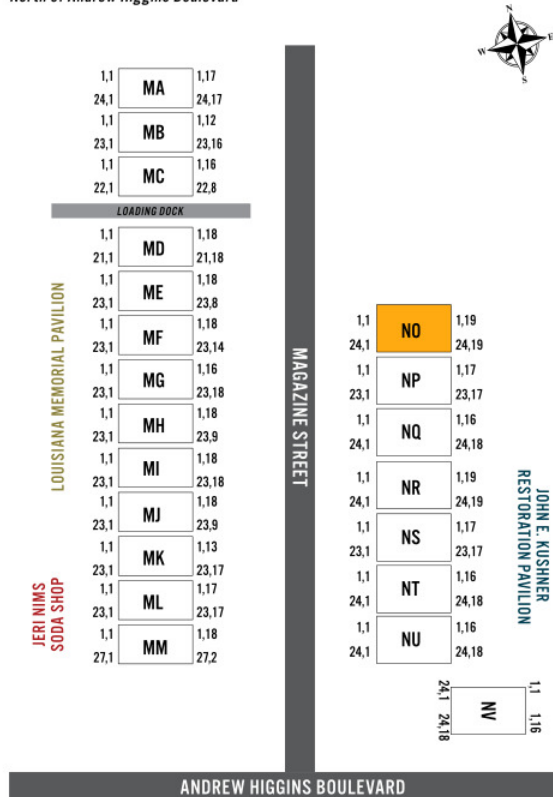 North of Andrew Higgins Boulevard
N
W E
S
1,1 MA 1,17
24,1 24,17
1,1 MB 1,12
23,1 23,16
1,1 MC 1,16
22,1 22,8
LOADING DOCK
1,1 MD 1,18
21,1 21,18
1,1 ME 1,18
23,1 23,8
1,1 MF 1,18
23,1 23,14
1,1 MG 1,16
23,1 23,18
1,1 MH 1,18
23,1 23,9
1,1 MI 1,18
23,1 23,18
1,1 MJ 1,18
23,1 23,9
1,1 MK 1,13
23,1 23,17
1,1 ML 1,17
23,1 23,17
1,1 MM 1,18
27,1 27,2
LOUISIANA MEMORIAL PAVILION
JERI NIMS
SODA SHOP
MAGAZINE STREET
1,1 NO 1,19
24,1 24,19
1,1 NP 1,17
23,1 23,17
1,1 NQ 1,16
24,1 24,18
1,1 NR 1,19
24,1 24,19
1,1 NS 1,17
23,1 23,17
1,1 NT 1,16
24,1 24,18
1,1 NU 1,16
24,1 24,18
1,1 NV 1,16
24,1 24,18
JOHN E. KUSHNER
RESTORATION PAVILION
ANDREW HIGGINS BOULEVARD